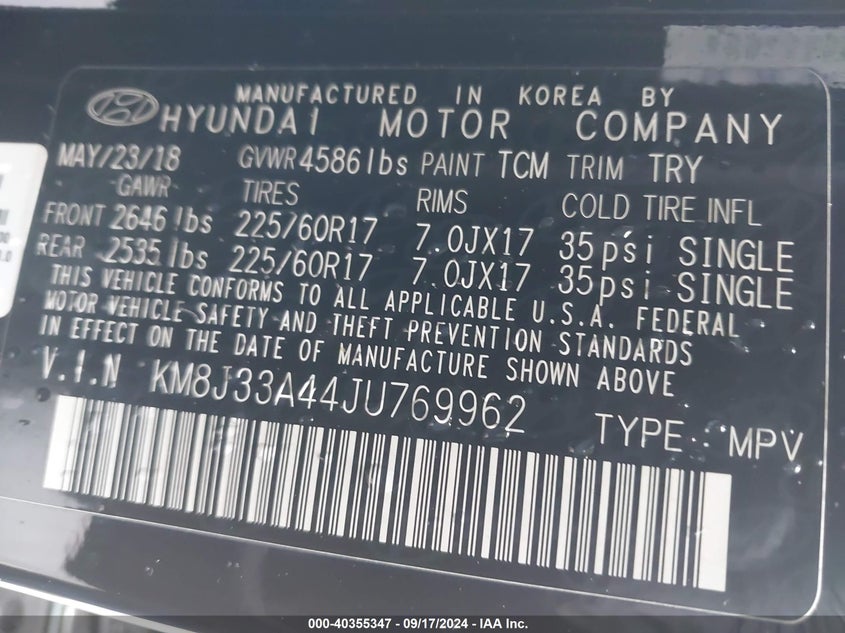 MANUFACTURED IN KOREA BY
HYUNDAI MOTOR COMPANY
MAY/23/18 GVWR 4586 lbs PAINT TCM TRIM TRY
GAWR TIRES RIMS COLD TIRE INFL
FRONT 2646 lbs 225/60R17 7.0JX17 35 psi SINGLE
REAR 2535 lbs 225/60R17 7.0JX17 35 psi SINGLE
THIS VEHICLE CONFORMS TO ALL APPLICABLE U.S.A. FEDERAL
MOTOR VEHICLE SAFETY AND THEFT PREVENTION STANDARDS
IN EFFECT ON THE DATE OF MANUFACTURE SHOWN ABOVE
V.I.N KM8J33A44JU769962 TYPE : MPV
000-40355347 - 09/17/2024 - IAA Inc.